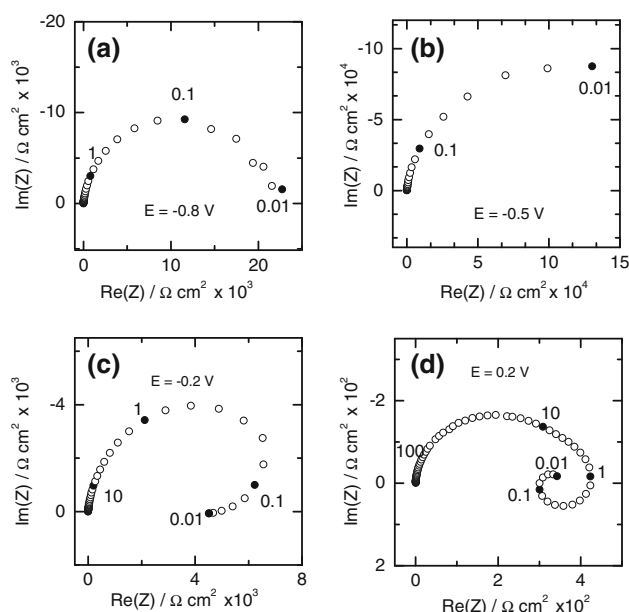 (a)
-20
-10
0
Im(Z) / Ω cm² x 10³
0.1
1
0.01
E = -0.8 V
0 10 20
Re(Z) / Ω cm² x 10³
(b)
-10
-5
0
Im(Z) / Ω cm² x 10⁴
0.01
0.1
E = -0.5 V
0 5 10 15
Re(Z) / Ω cm² x 10⁴
(c)
-4
0
Im(Z) / Ω cm² x 10³
E = -0.2 V
1
10
0.1
0.01
0 4 8
Re(Z) / Ω cm² x10³
(d)
-2
0
2
Im(Z) / Ω cm² x 10²
E = 0.2 V
10
100
0.01
1
0.1
0 2 4
Re(Z) / Ω cm² x 10²